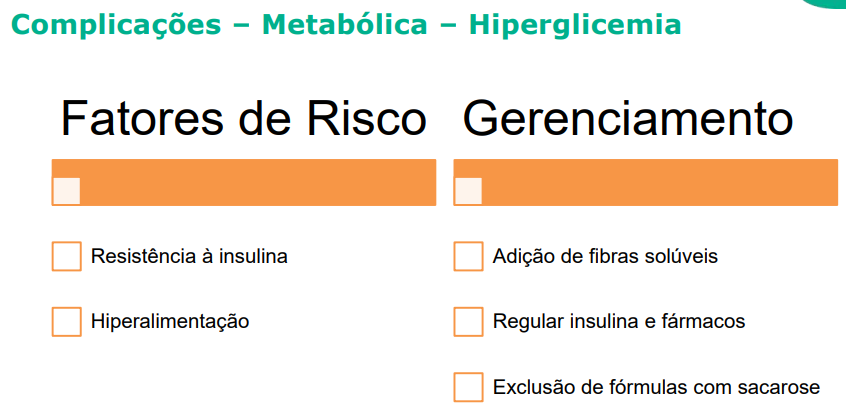 Complicações – Metabólica – Hiperglicemia
Fatores de Risco
Resistência à insulina
Hiperalimentação
Gerenciamento
Adição de fibras solúveis
Regular insulina e fármacos
Exclusão de fórmulas com sacarose